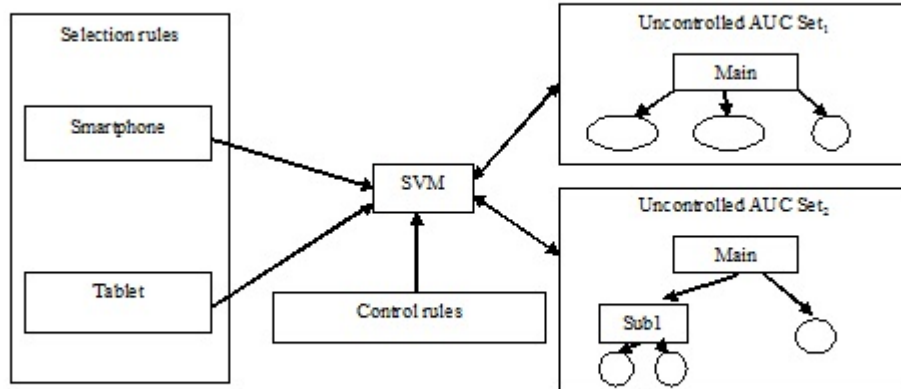 Selection rules
Smartphone
Tablet
SVM
Control rules
Uncontrolled AUC Set₁
Main
Uncontrolled AUC Set₂
Main
Sub1